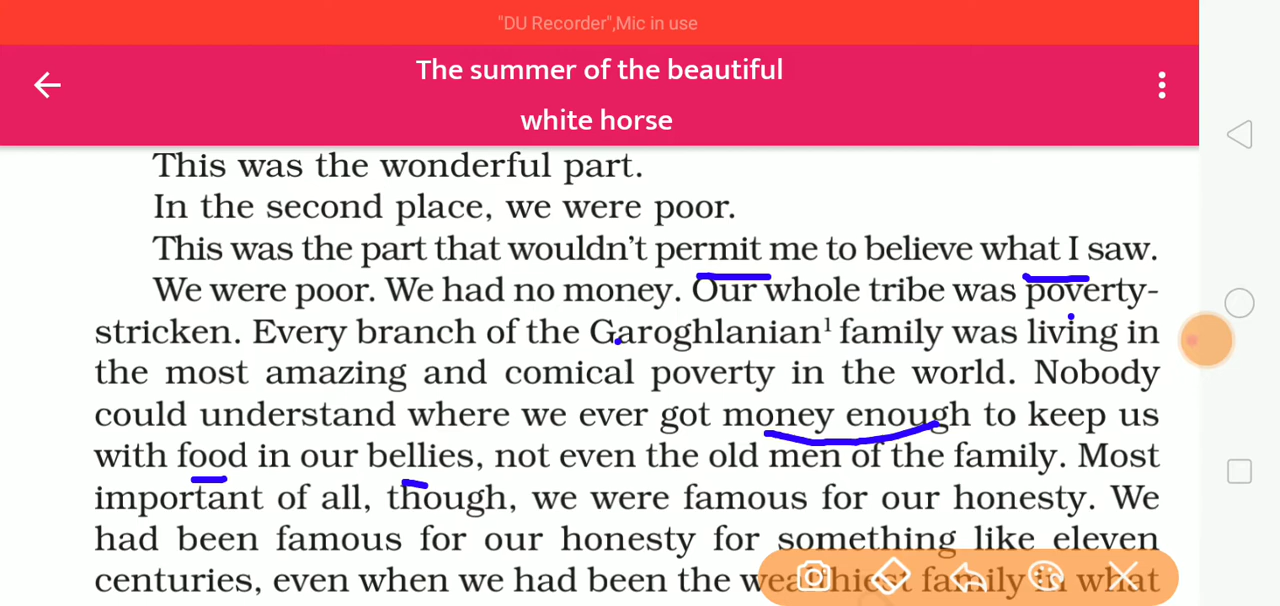 "DU Recorder",Mic in use
The summer of the beautiful
white horse
This was the wonderful part.
In the second place, we were poor.
This was the part that wouldn't permit me to believe what I saw.
We were poor. We had no money. Our whole tribe was poverty-
stricken. Every branch of the Garoghlanian¹ family was living in
the most amazing and comical poverty in the world. Nobody
could understand where we ever got money enough to keep us
with food in our bellies, not even the old men of the family. Most
important of all, though, we were famous for our honesty. We
had been famous for our honesty for something like eleven
centuries, even when we had been the wealthiest family in what